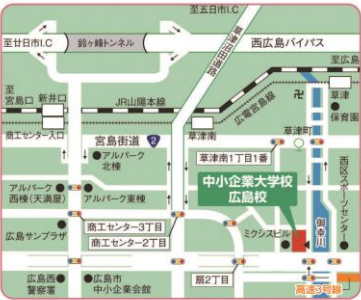 至五日市I.C
至廿日市I.C
鈴ヶ峰トンネル
草津沼田道路
西広島バイパス
至広島
至
宮島口
新井口
JR山陽本線
広電宮島線
草津
保育園
商工センター入口
宮島街道
2
草津南
草津町
アルパーク
北棟
草津南1丁目1番
アルパーク
西棟(天満屋)
アルパーク東棟
中小企業大学校
広島校
西区スポーツセンター
御幸川
商工センター3丁目
広島サンプラザ
商工センター2丁目
ミクシスビル
広島西
警察署
広島市
中小企業会館
扇2丁目
高速3号線